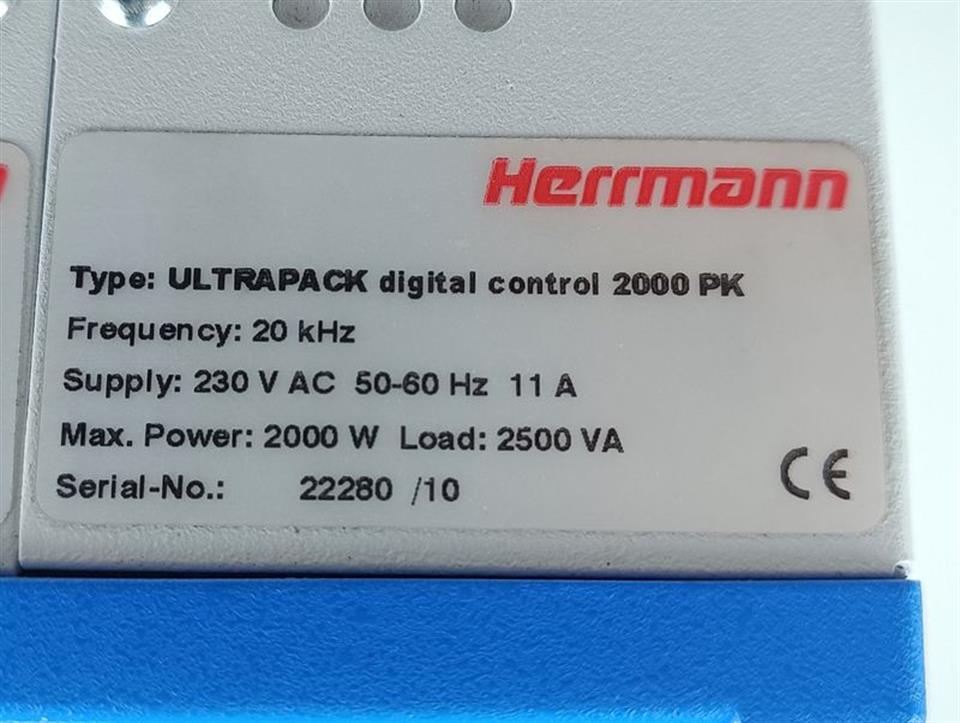 Herrmann
Type: ULTRAPACK digital control 2000 PK
Frequency: 20 kHz
Supply: 230 V AC 50-60 Hz 11 A
Max. Power: 2000 W Load: 2500 VA
Serial-No.: 22280 /10
CE